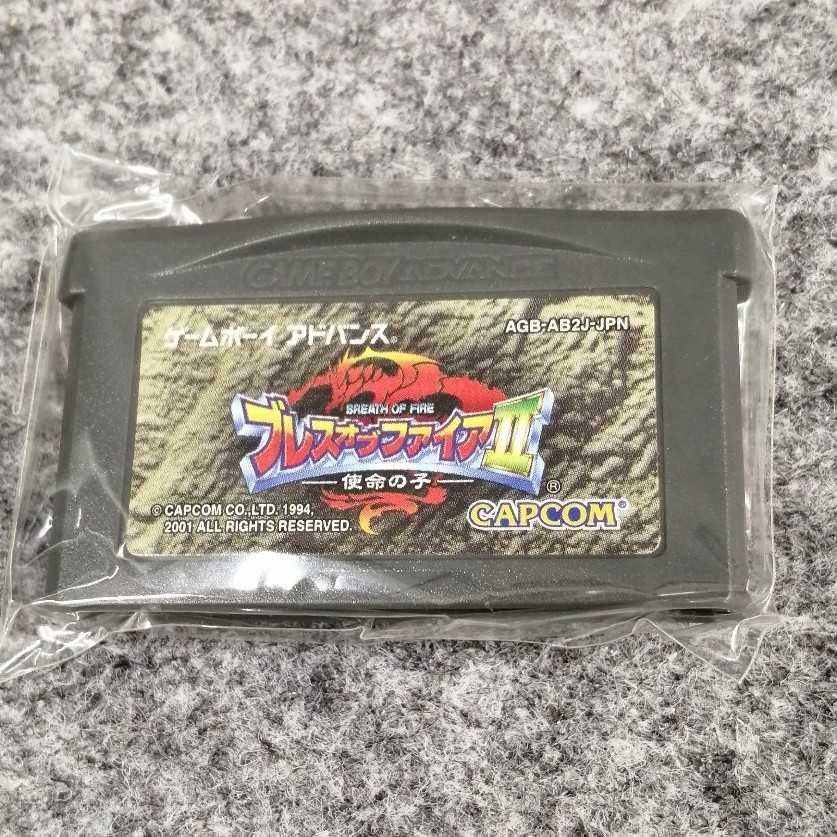 GAME BOY ADVANCE
ゲームボーイ アドバンス®
AGB-AB2J-JPN
BREATH OF FIRE
ブレス オブ ファイア II
使命の子
© CAPCOM CO.,LTD. 1994,
2001 ALL RIGHTS RESERVED.
CAPCOM®